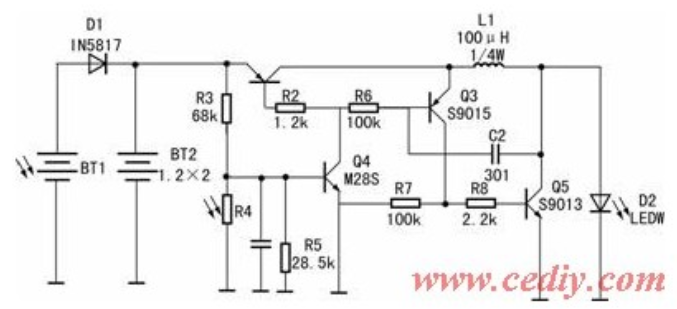 D1
IN5817
L1
100μH
1/4W
R3
68k
R2
1.2k
R6
100k
Q3
S9015
C2
301
BT1
BT2
1.2×2
Q4
M28S
R4
R5
28.5k
R7
100k
R8
2.2k
Q5
S9013
D2
LEDW
www.cediy.com